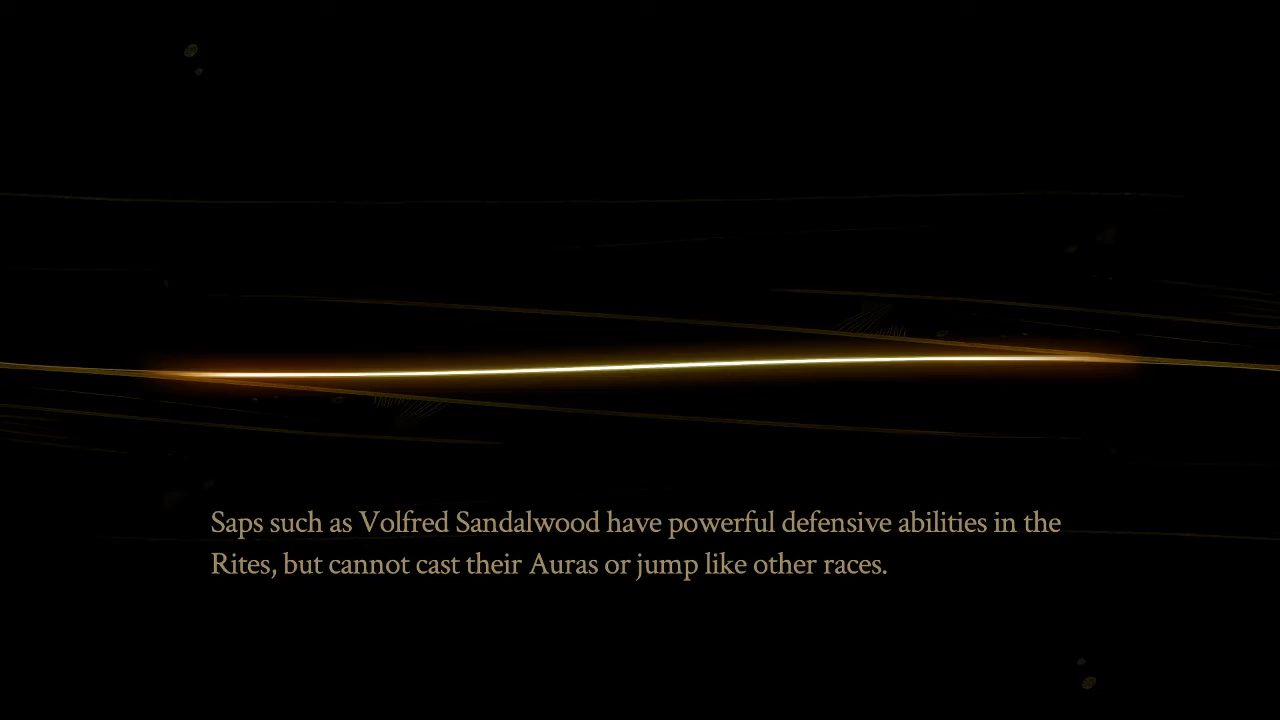 Saps such as Volfred Sandalwood have powerful defensive abilities in the
Rites, but cannot cast their Auras or jump like other races.